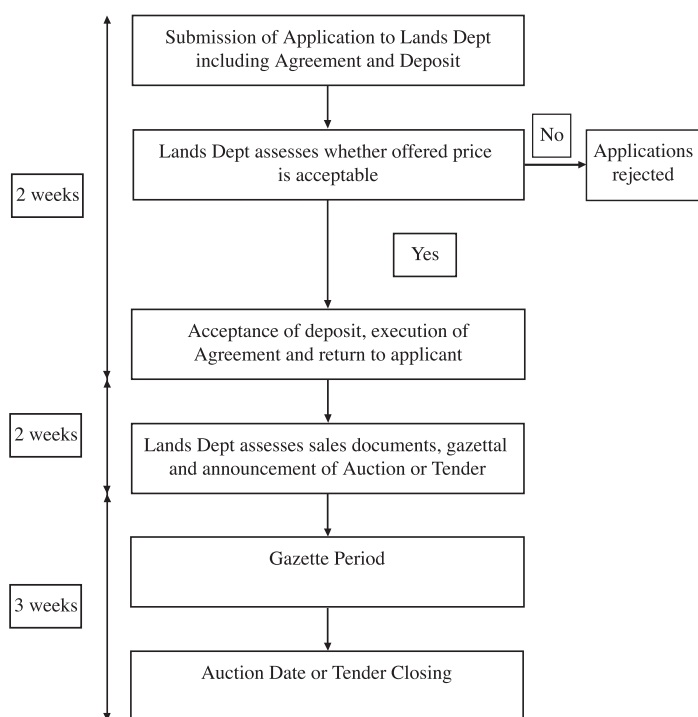 Submission of Application to Lands Dept
including Agreement and Deposit
No
Lands Dept assesses whether offered price
is acceptable
Applications
rejected
2 weeks
Yes
Acceptance of deposit, execution of
Agreement and return to applicant
2 weeks
Lands Dept assesses sales documents, gazettal
and announcement of Auction or Tender
Gazette Period
3 weeks
Auction Date or Tender Closing